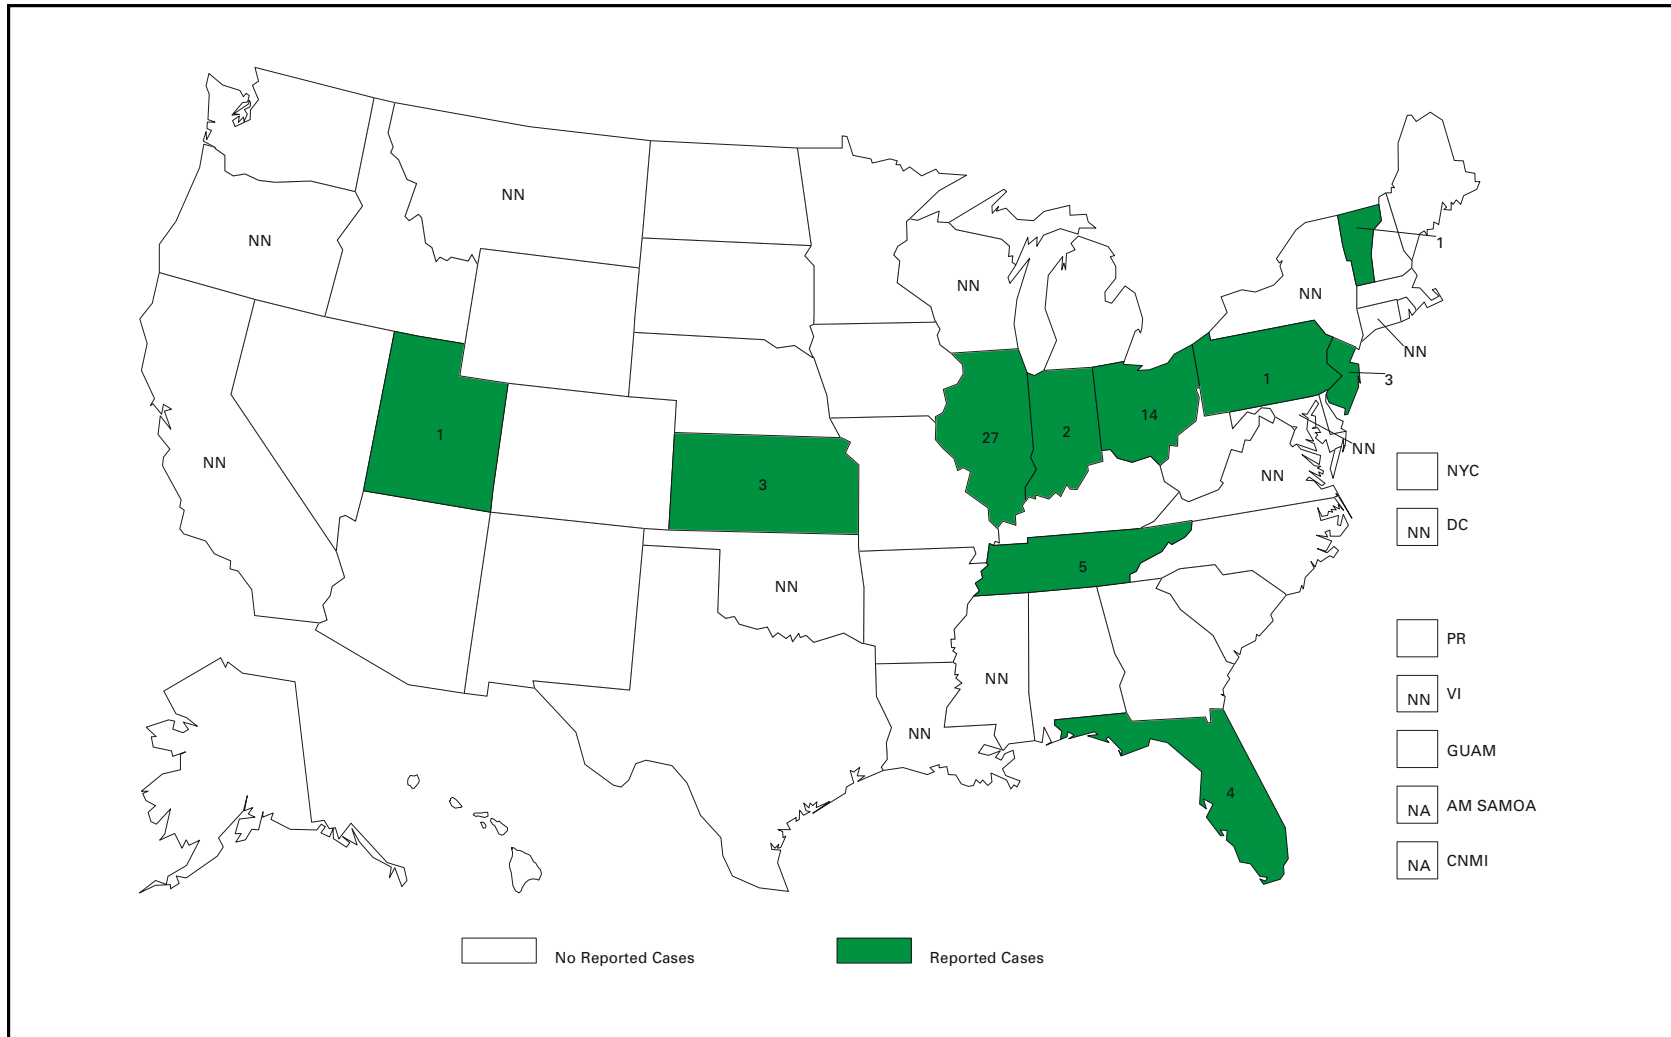 NN
NN
1
NN
NN
NN
1
3
NN
1
14
27
2
NN
NN
NN
3
5
NN
NN
NN
4
NYC
NN DC
PR
NN VI
GUAM
NA AM SAMOA
NA CNMI
No Reported Cases
Reported Cases